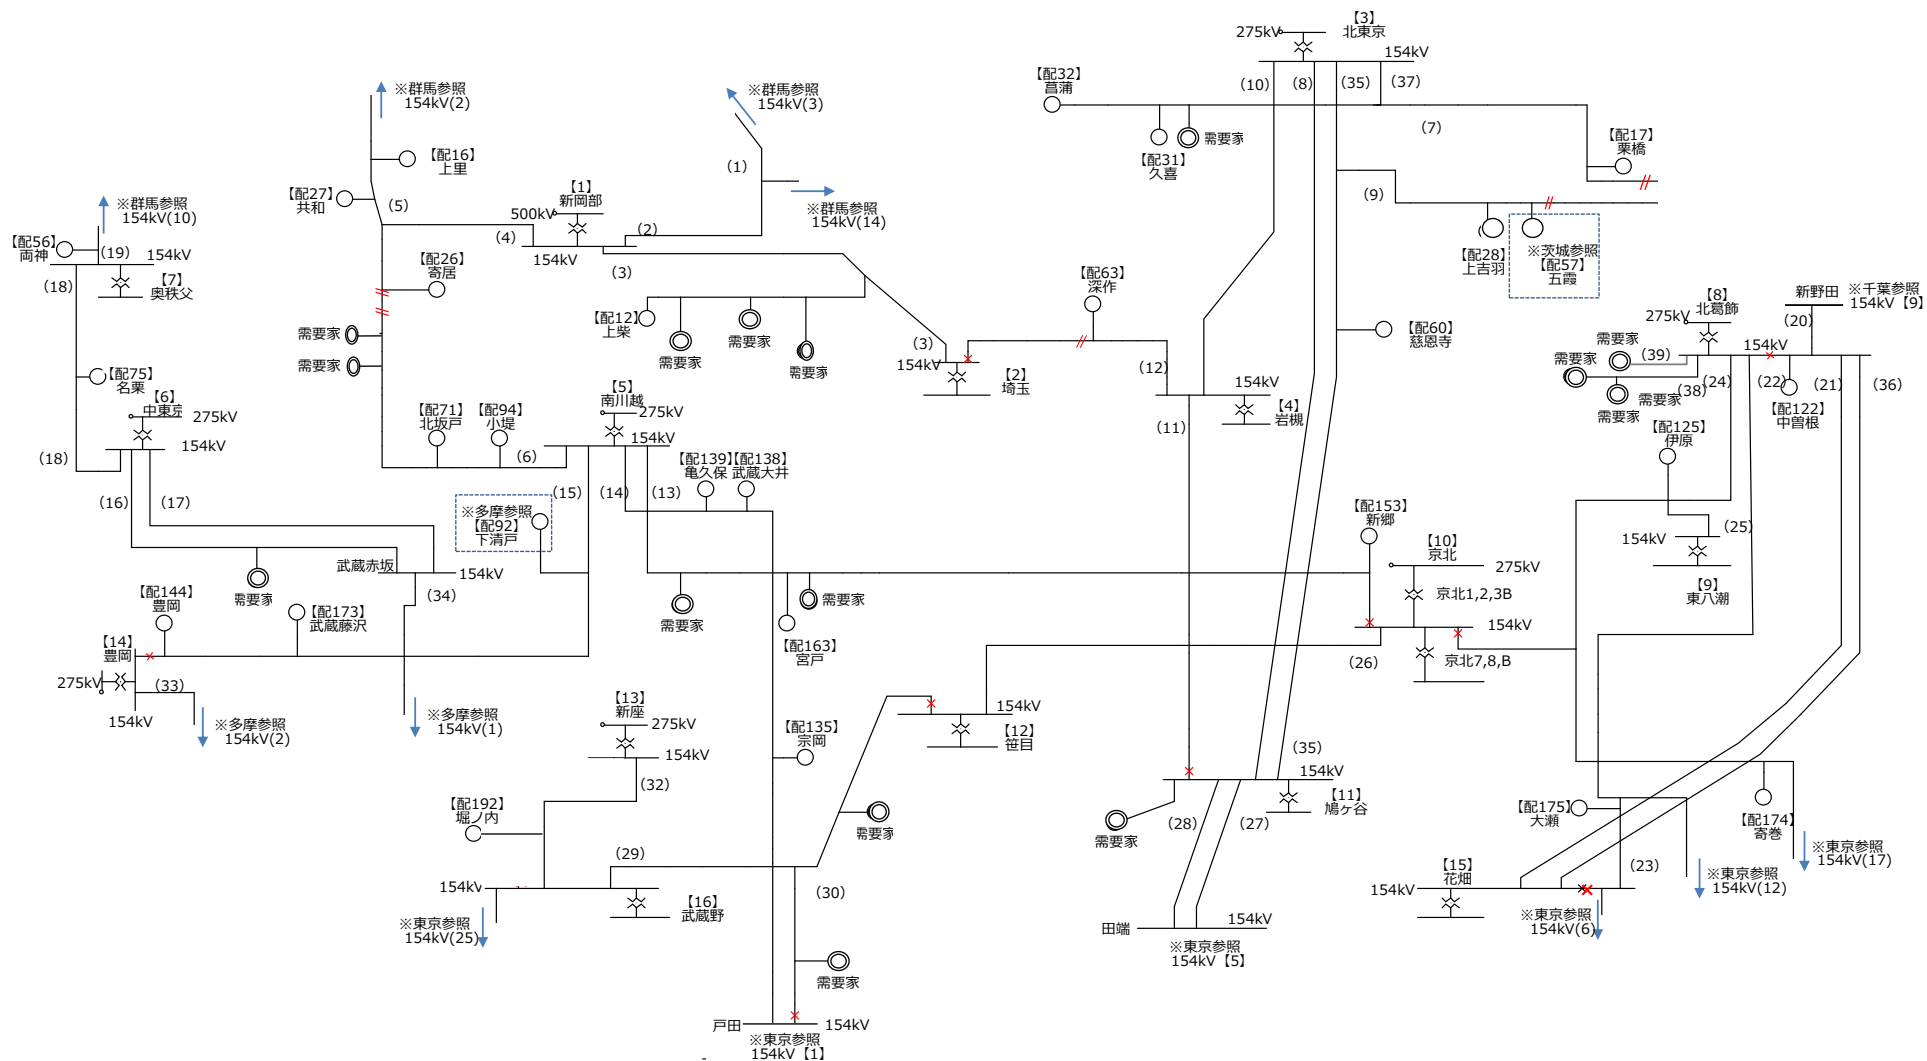 【3】
北東京
275kV
154kV
(10)
(8)
(35)
(37)
【配32】
菖蒲
【配31】
久喜
需要家
(7)
【配17】
栗橋
(9)
【配28】
上吉羽
※茨城参照
【配57】
五霞
※群馬参照
154kV(2)
※群馬参照
154kV(3)
(1)
※群馬参照
154kV(14)
【配16】
上里
【配27】
共和
(5)
【1】
新岡部
500kV
(4)
(2)
154kV
(3)
※群馬参照
154kV(10)
【配56】
両神
(19)
154kV
(18)
【7】
奥秩父
【配26】
寄居
需要家
需要家
【配12】
上柴
需要家
需要家
需要家
(3)
154kV
【2】
埼玉
【配63】
深作
(12)
154kV
【4】
岩槻
(11)
【配60】
慈恩寺
【8】
北葛飾
275kV
新野田
※千葉参照
154kV【9】
(20)
154kV
需要家
需要家
(39)
(38)
需要家
需要家
(24)
(22)
(21)
(36)
【配122】
中曽根
【配125】
伊原
(25)
154kV
【9】
東八潮
【配75】
名栗
【6】
中東京
275kV
154kV
(18)
(16)
(17)
【配71】
北坂戸
【配94】
小堤
【5】
南川越
275kV
154kV
(6)
(15)
(14)
(13)
【配139】
亀久保
【配138】
武蔵大井
※多摩参照
【配92】
下清戸
武蔵赤坂
154kV
需要家
(34)
【配144】
豊岡
【配173】
武蔵藤沢
【14】
豊岡
275kV
(33)
154kV
※多摩参照
154kV(2)
※多摩参照
154kV(1)
需要家
需要家
【配163】
宮戸
【配153】
新郷
【10】
京北
275kV
京北1,2,3B
154kV
京北7,8,B
(26)
【13】
新座
275kV
154kV
(32)
【配135】
宗岡
154kV
【12】
笹目
【配192】
堀ノ内
(29)
154kV
※東京参照
154kV(25)
【16】
武蔵野
需要家
(30)
需要家
戸田
154kV
※東京参照
154kV【1】
(35)
154kV
【11】
鳩ヶ谷
需要家
(28)
(27)
田端
154kV
※東京参照
154kV【5】
【配175】
大瀬
【配174】
寄巻
※東京参照
154kV(17)
(23)
※東京参照
154kV(12)
【15】
花畑
154kV
※東京参照
154kV(6)